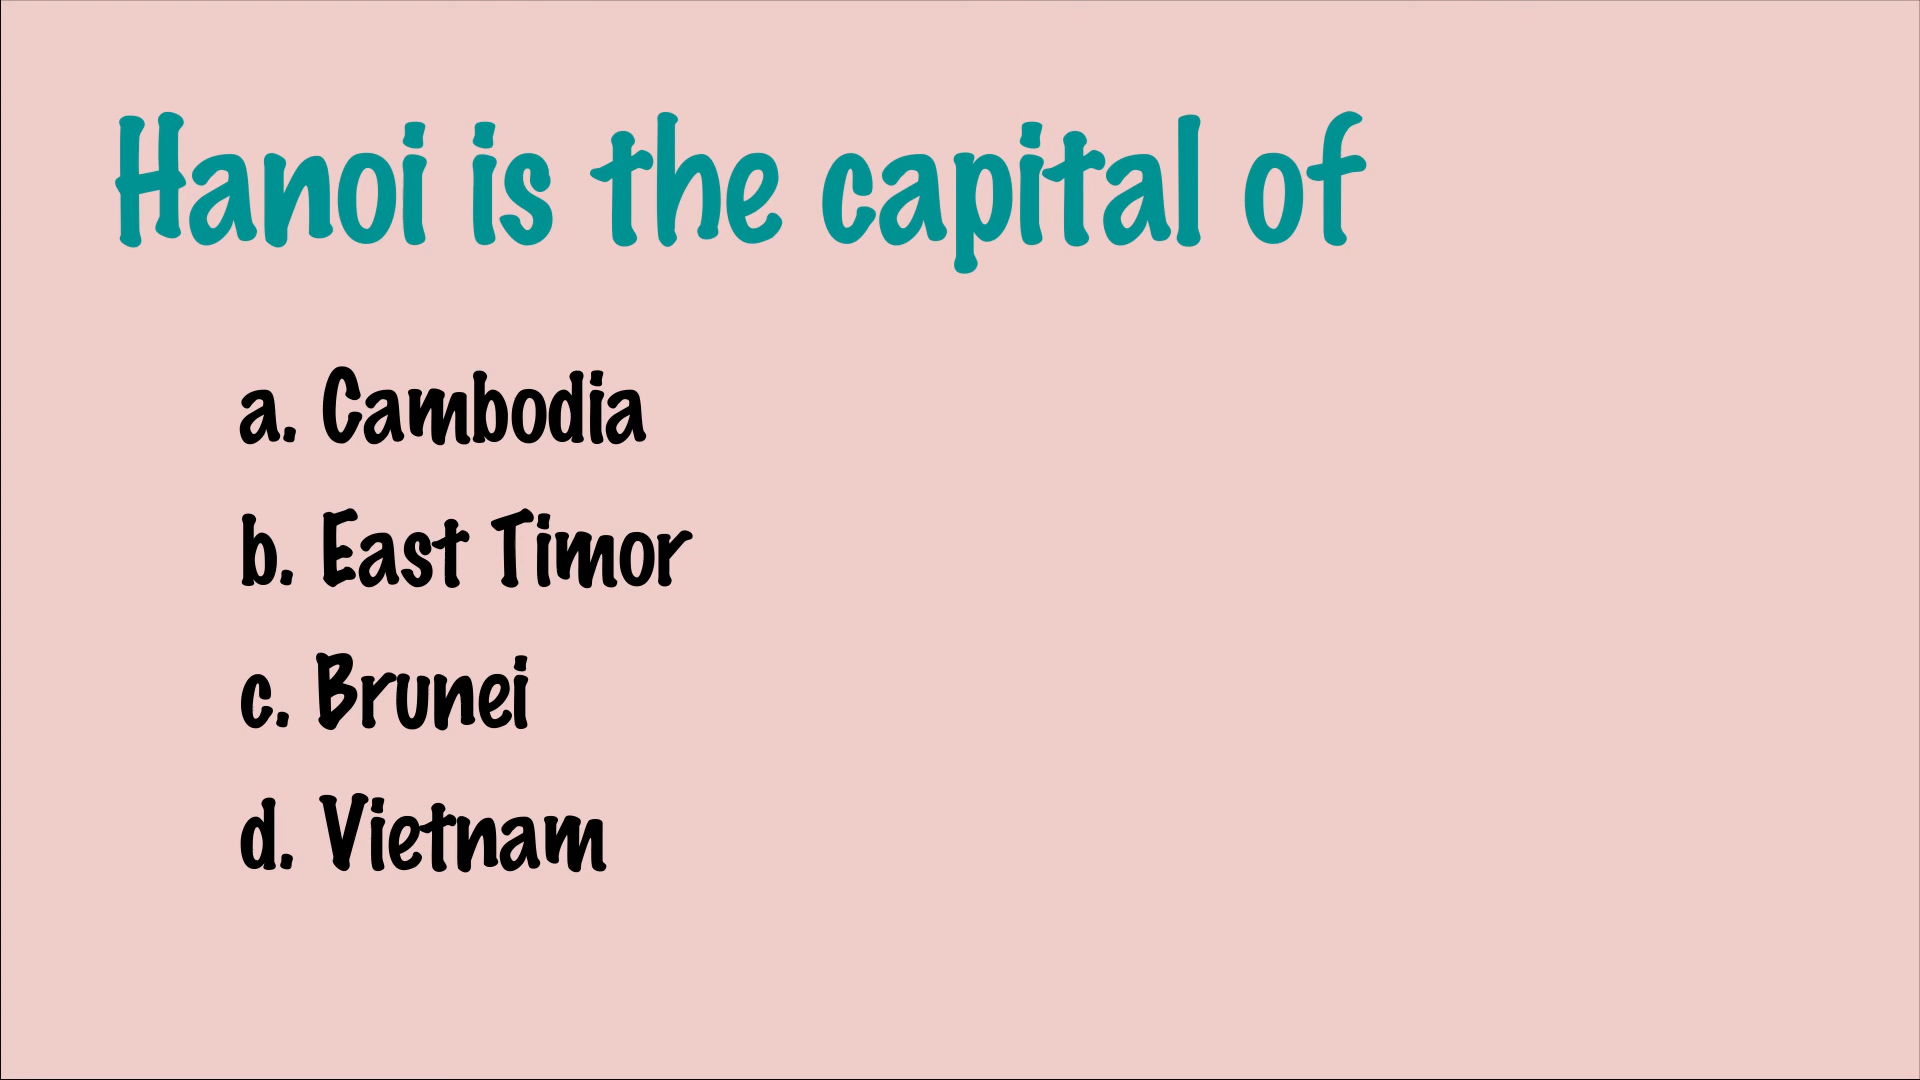 Hanoi is the capital of
a. Cambodia
b. East Timor
c. Brunei
d. Vietnam